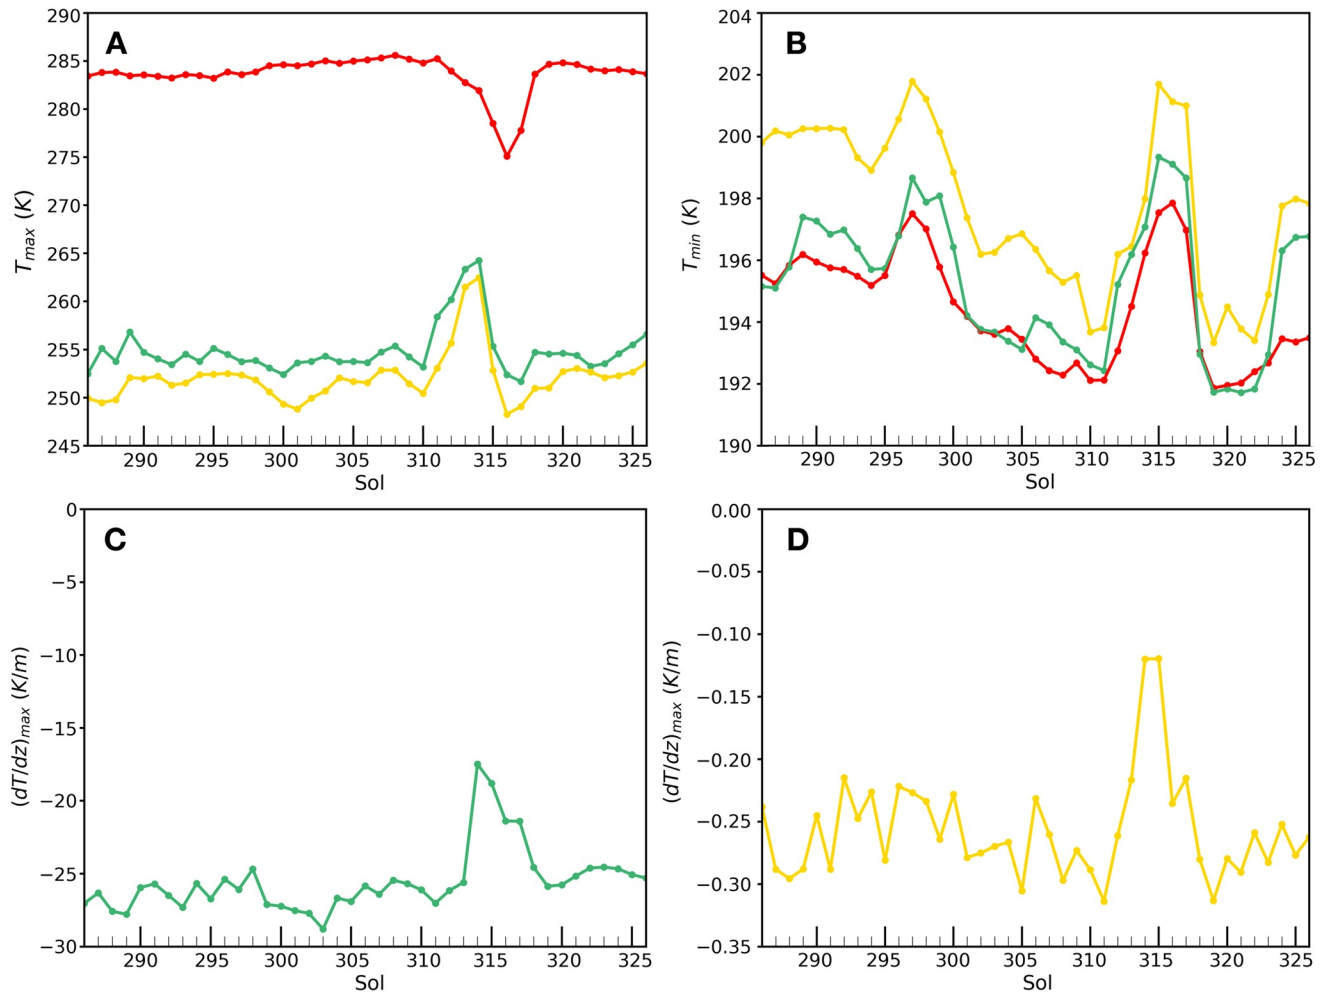 A
T_max (K)
290
285
280
275
270
265
260
255
250
245
290 295 300 305 310 315 320 325
Sol
B
T_min (K)
204
202
200
198
196
194
192
190
290 295 300 305 310 315 320 325
Sol
C
(dT/dz)_max (K/m)
0
−5
−10
−15
−20
−25
−30
290 295 300 305 310 315 320 325
Sol
D
(dT/dz)_max (K/m)
0.00
−0.05
−0.10
−0.15
−0.20
−0.25
−0.30
−0.35
290 295 300 305 310 315 320 325
Sol